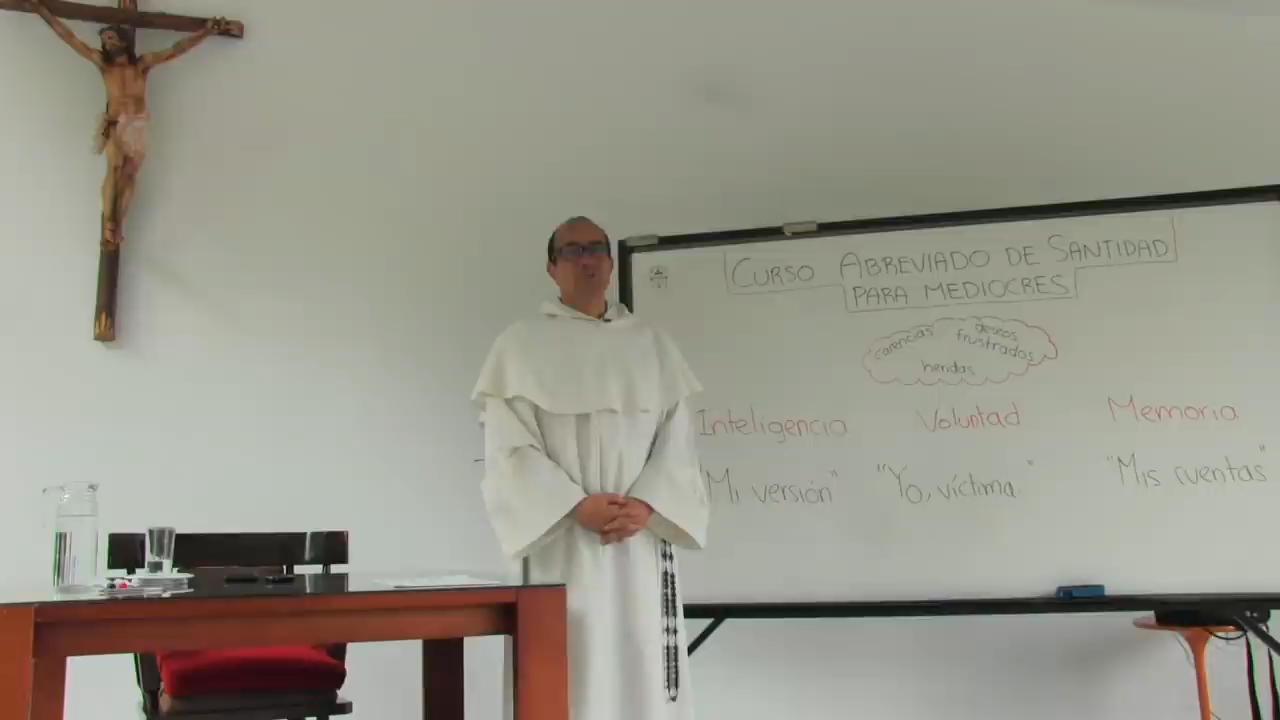 CURSO ABREVIADO DE SANTIDAD
PARA MEDIOCRES
carencias deseos
frustrados
heridas
Inteligencia Voluntad Memoria
"Mi versión" "Yo, víctima" "Mis cuentas"